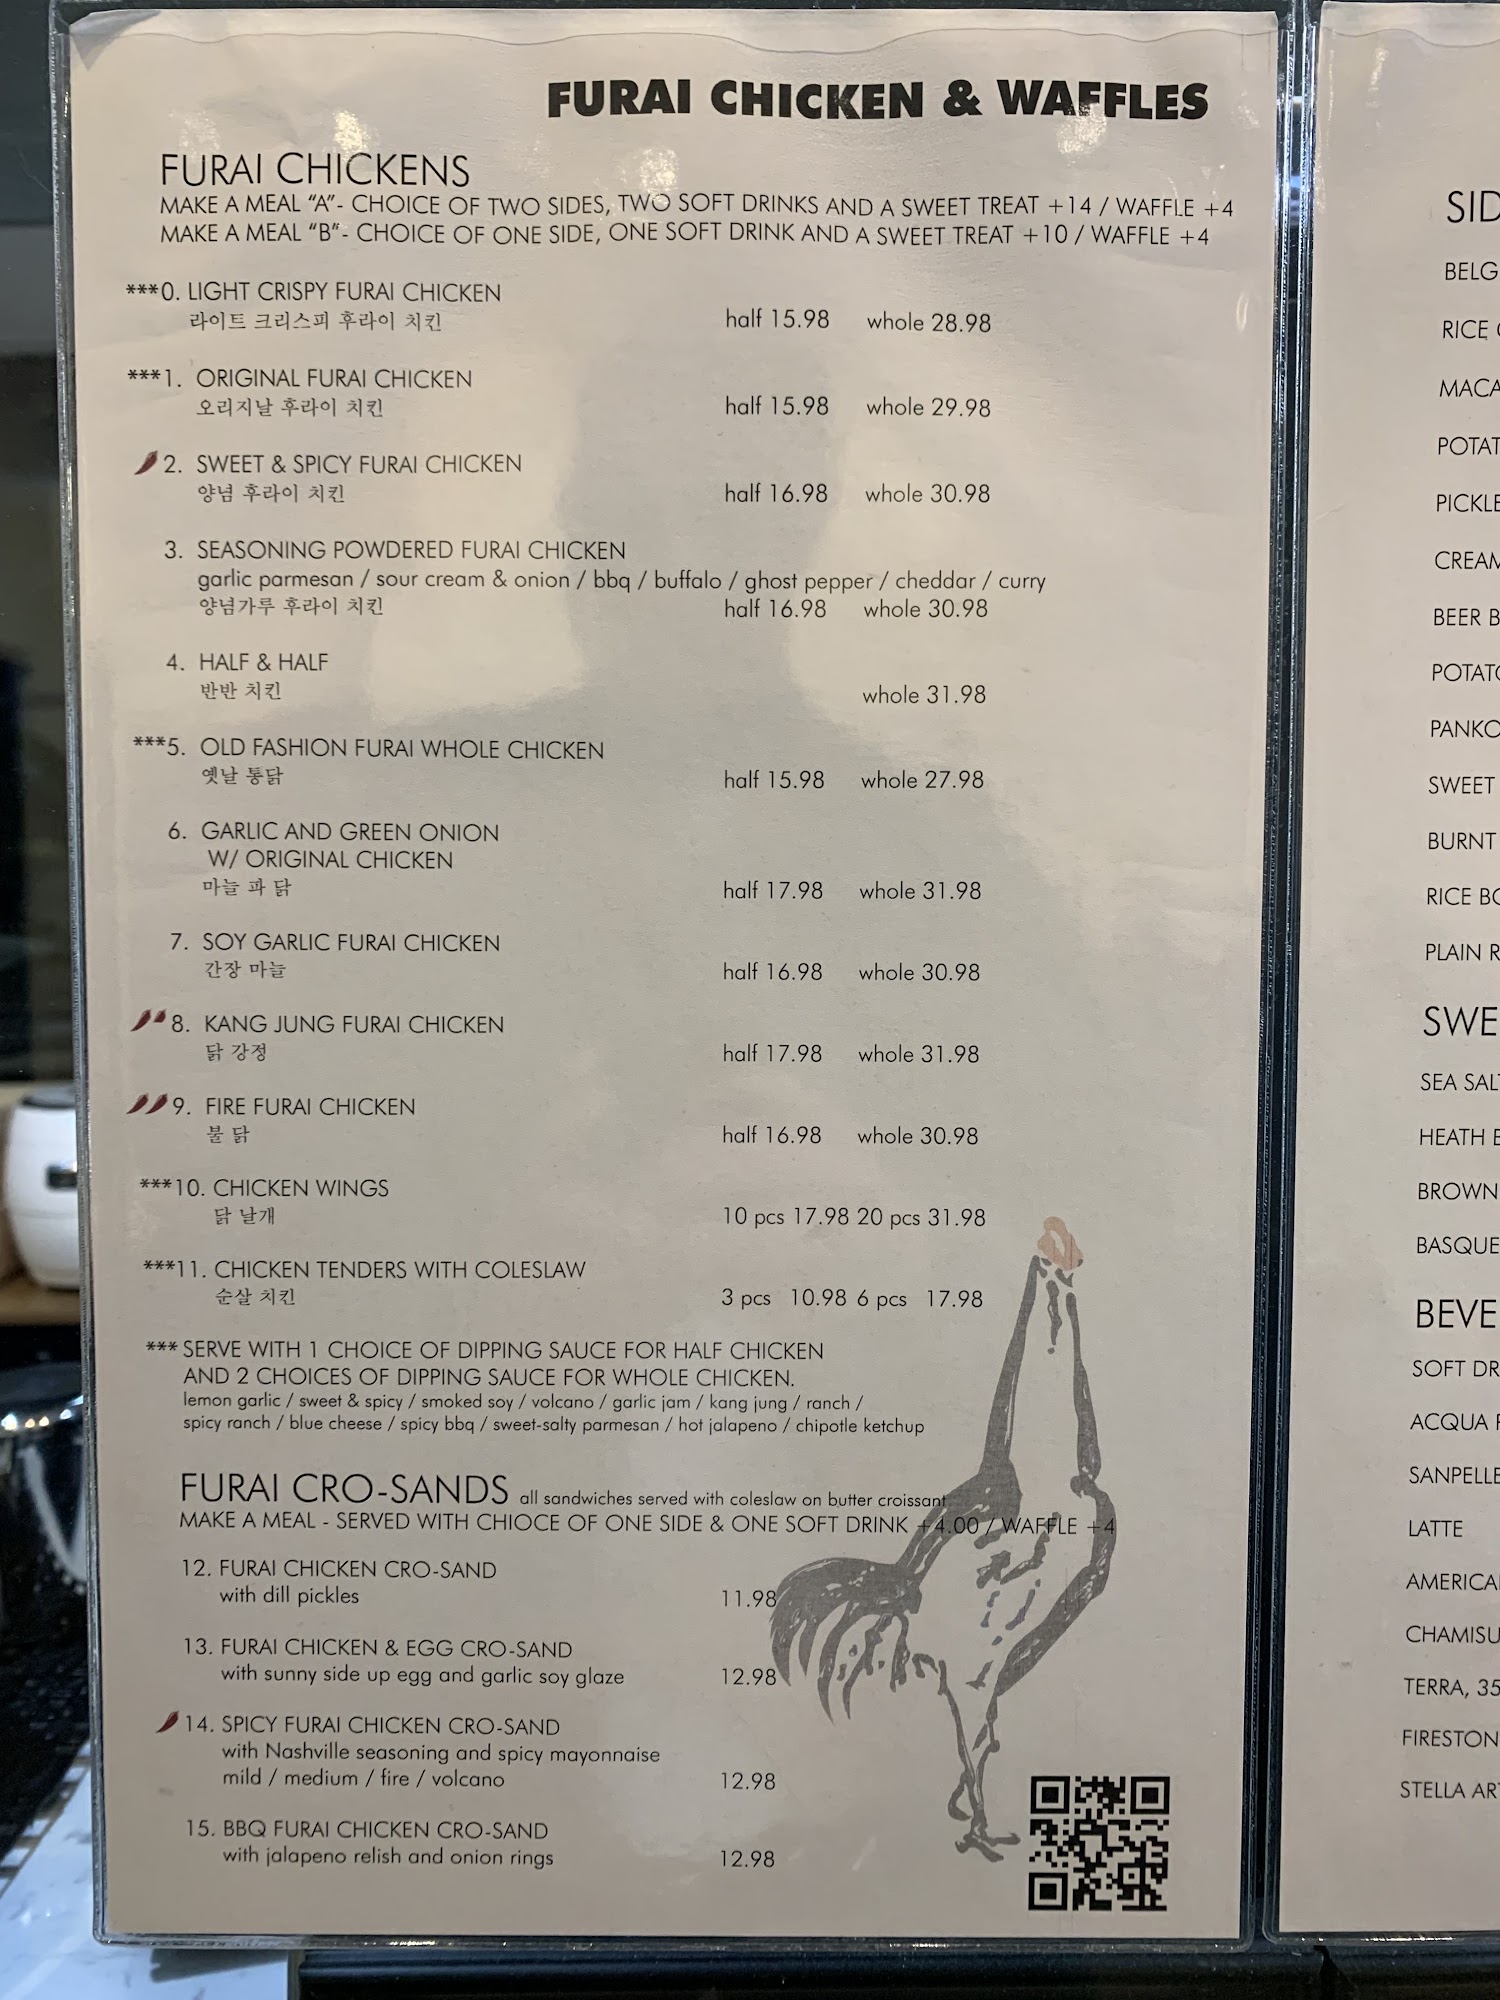 FURAI CHICKEN & WAFFLES
FURAI CHICKENS
MAKE A MEAL "A"- CHOICE OF TWO SIDES, TWO SOFT DRINKS AND A SWEET TREAT +14 / WAFFLE +4
MAKE A MEAL "B"- CHOICE OF ONE SIDE, ONE SOFT DRINK AND A SWEET TREAT +10 / WAFFLE +4
***0. LIGHT CRISPY FURAI CHICKEN
라이트 크리스피 후라이 치킨 half 15.98 whole 28.98
***1. ORIGINAL FURAI CHICKEN
오리지날 후라이 치킨 half 15.98 whole 29.98
2. SWEET & SPICY FURAI CHICKEN
양념 후라이 치킨 half 16.98 whole 30.98
3. SEASONING POWDERED FURAI CHICKEN
garlic parmesan / sour cream & onion / bbq / buffalo / ghost pepper / cheddar / curry
양념가루 후라이 치킨 half 16.98 whole 30.98
4. HALF & HALF
반반 치킨 whole 31.98
***5. OLD FASHION FURAI WHOLE CHICKEN
옛날 통닭 half 15.98 whole 27.98
6. GARLIC AND GREEN ONION
W/ ORIGINAL CHICKEN
마늘 파 닭 half 17.98 whole 31.98
7. SOY GARLIC FURAI CHICKEN
간장 마늘 half 16.98 whole 30.98
8. KANG JUNG FURAI CHICKEN
닭 강정 half 17.98 whole 31.98
9. FIRE FURAI CHICKEN
불 닭 half 16.98 whole 30.98
***10. CHICKEN WINGS
닭 날개 10 pcs 17.98 20 pcs 31.98
***11. CHICKEN TENDERS WITH COLESLAW
순살 치킨 3 pcs 10.98 6 pcs 17.98
*** SERVE WITH 1 CHOICE OF DIPPING SAUCE FOR HALF CHICKEN
AND 2 CHOICES OF DIPPING SAUCE FOR WHOLE CHICKEN.
lemon garlic / sweet & spicy / smoked soy / volcano / garlic jam / kang jung / ranch /
spicy ranch / blue cheese / spicy bbq / sweet-salty parmesan / hot jalapeno / chipotle ketchup
FURAI CRO-SANDS all sandwiches served with coleslaw on butter croissant
MAKE A MEAL - SERVED WITH CHIOCE OF ONE SIDE & ONE SOFT DRINK +4.00 / WAFFLE +4
12. FURAI CHICKEN CRO-SAND
with dill pickles 11.98
13. FURAI CHICKEN & EGG CRO-SAND
with sunny side up egg and garlic soy glaze 12.98
14. SPICY FURAI CHICKEN CRO-SAND
with Nashville seasoning and spicy mayonnaise
mild / medium / fire / volcano 12.98
15. BBQ FURAI CHICKEN CRO-SAND
with jalapeno relish and onion rings 12.98
RICE
BEER
SWEET
BURNT
RICE
PLAIN
SEA
HEATH
SOFT
ACQUA
LATTE
TERRA,
STELLA